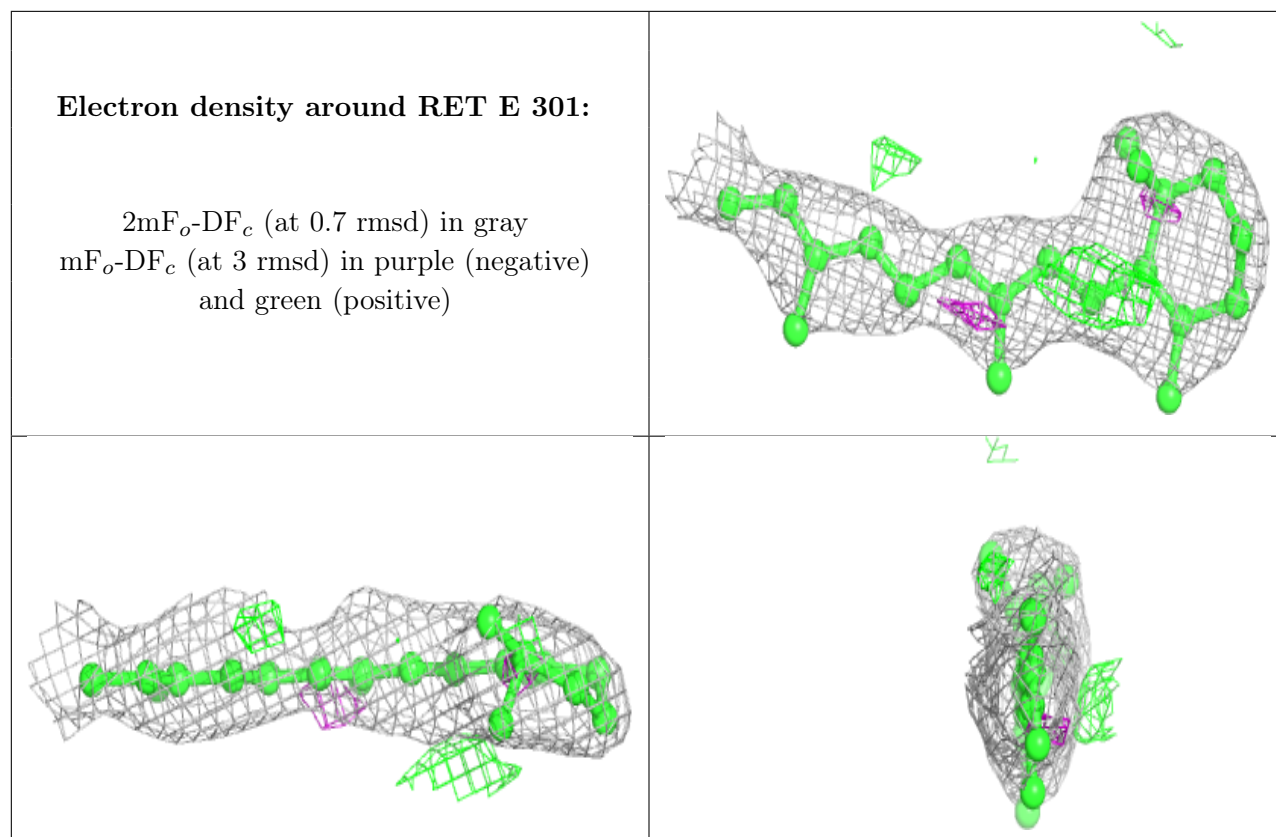 Electron density around RET E 301:
2mFₒ-DF𝑐 (at 0.7 rmsd) in gray
mFₒ-DF𝑐 (at 3 rmsd) in purple (negative)
and green (positive)